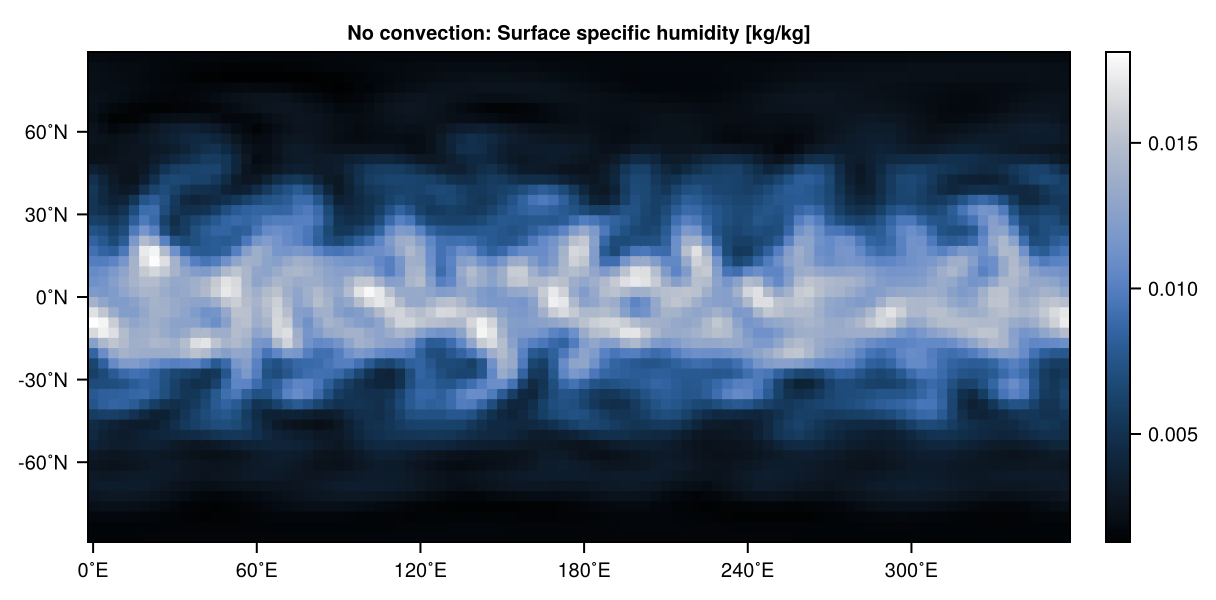 No convection: Surface specific humidity [kg/kg]
60˚N
30˚N
0˚N
-30˚N
-60˚N
0˚E
60˚E
120˚E
180˚E
240˚E
300˚E
0.015
0.010
0.005